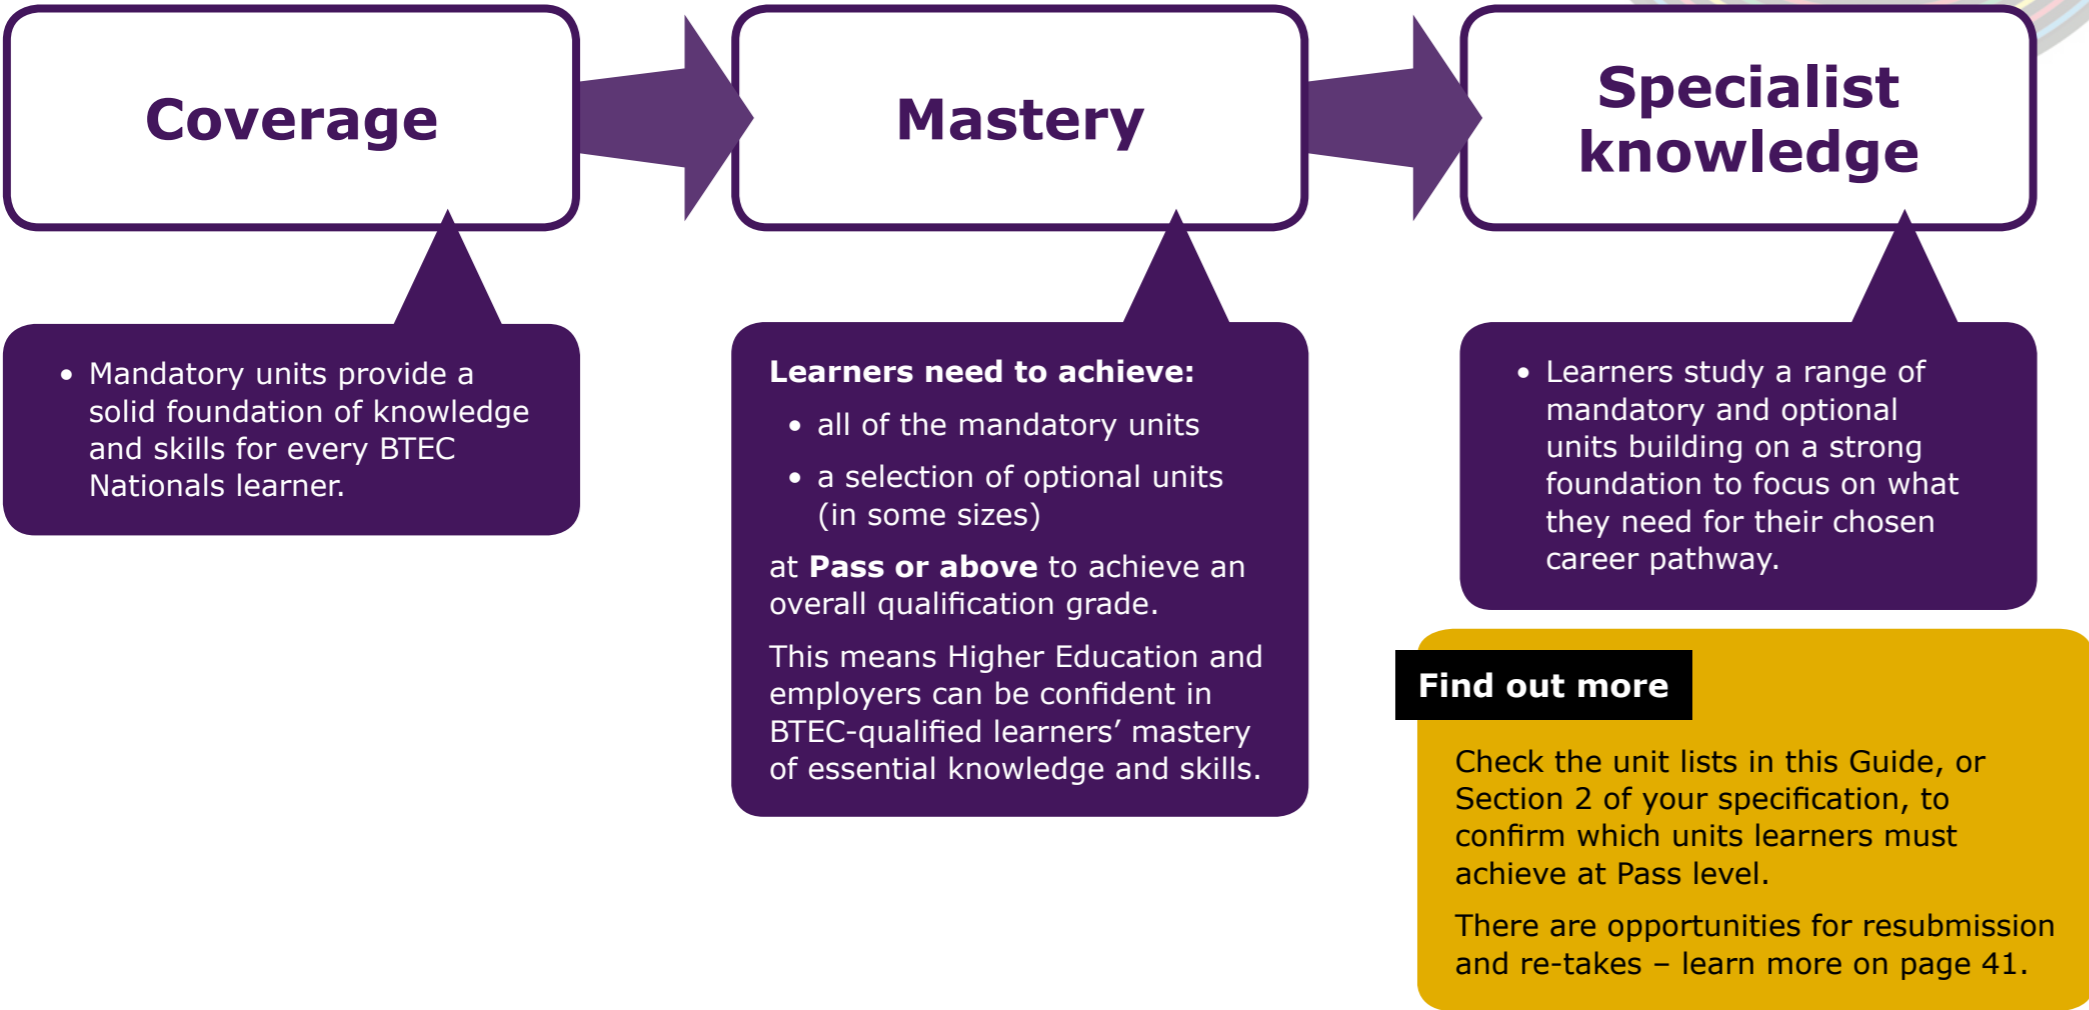 Coverage
Mastery
Specialist
knowledge
• Mandatory units provide a
solid foundation of knowledge
and skills for every BTEC
Nationals learner.
Learners need to achieve:
• all of the mandatory units
• a selection of optional units
(in some sizes)
at Pass or above to achieve an
overall qualification grade.
This means Higher Education and
employers can be confident in
BTEC-qualified learners’ mastery
of essential knowledge and skills.
• Learners study a range of
mandatory and optional
units building on a strong
foundation to focus on what
they need for their chosen
career pathway.
Find out more
Check the unit lists in this Guide, or
Section 2 of your specification, to
confirm which units learners must
achieve at Pass level.
There are opportunities for resubmission
and re-takes – learn more on page 41.